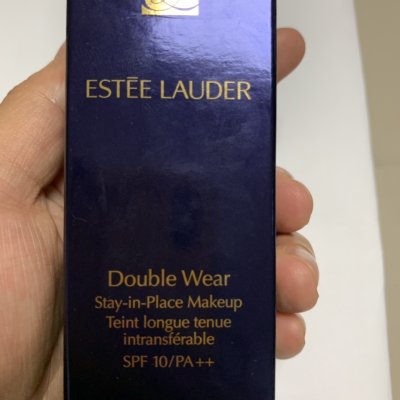 ESTĒE LAUDER
Double Wear
Stay-in-Place Makeup
Teint longue tenue
intransférable
SPF 10/PA++